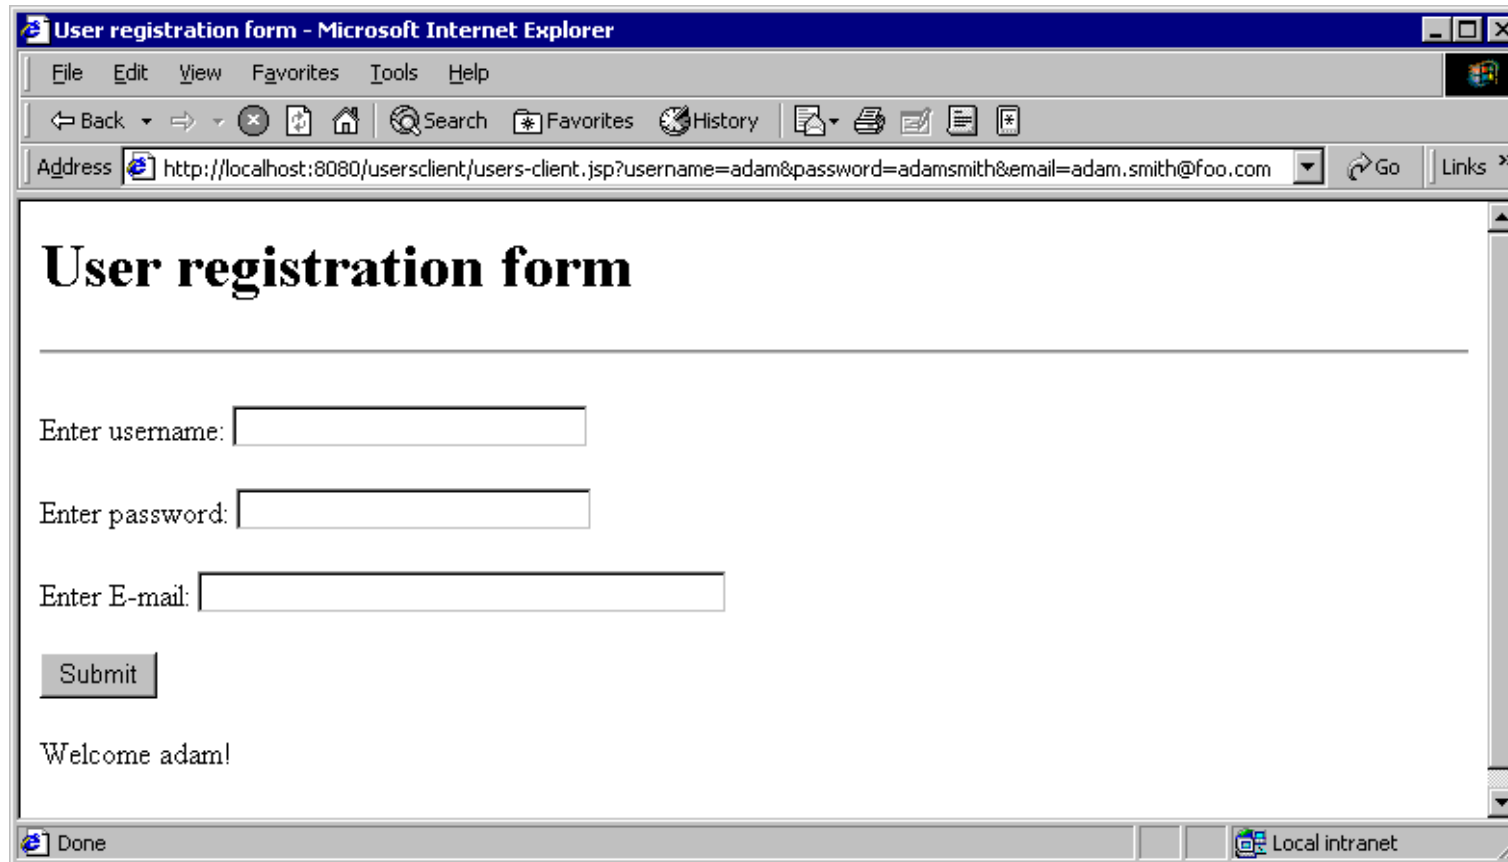 User registration form - Microsoft Internet Explorer
File Edit View Favorites Tools Help
Back Search Favorites History
Address http://localhost:8080/usersclient/users-client.jsp?username=adam&password=adamsmith&email=adam.smith@foo.com Go Links »
User registration form
Enter username:
Enter password:
Enter E-mail:
Submit
Welcome adam!
Done Local intranet